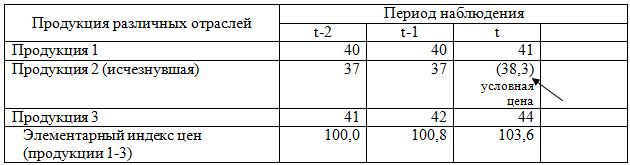 Продукция различных отраслей
Период наблюдения
t-2 t-1 t
Продукция 1 40 40 41
Продукция 2 (исчезнувшая) 37 37 (38,3)
условная
цена
Продукция 3 41 42 44
Элементарный индекс цен 100,0 100,8 103,6
(продукции 1-3)